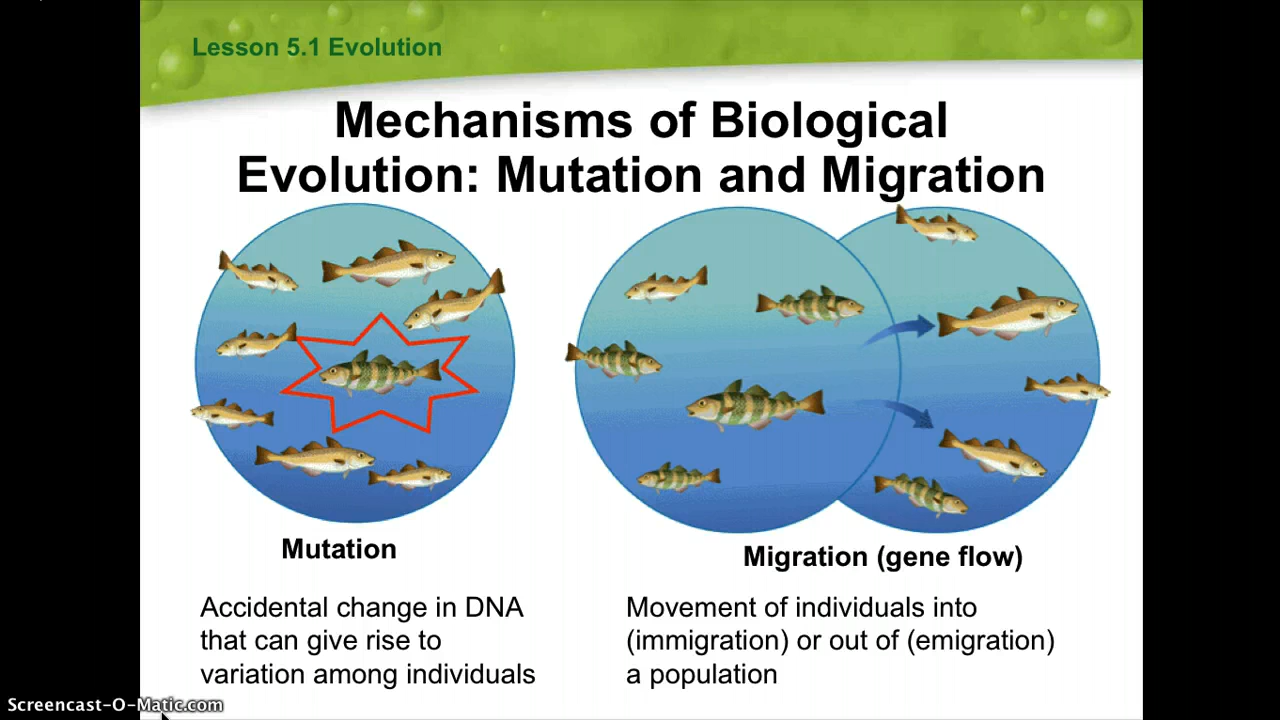 Lesson 5.1 Evolution
Mechanisms of Biological
Evolution: Mutation and Migration
Mutation
Accidental change in DNA
that can give rise to
variation among individuals
Migration (gene flow)
Movement of individuals into
(immigration) or out of (emigration)
a population
Screencast-O-Matic.com